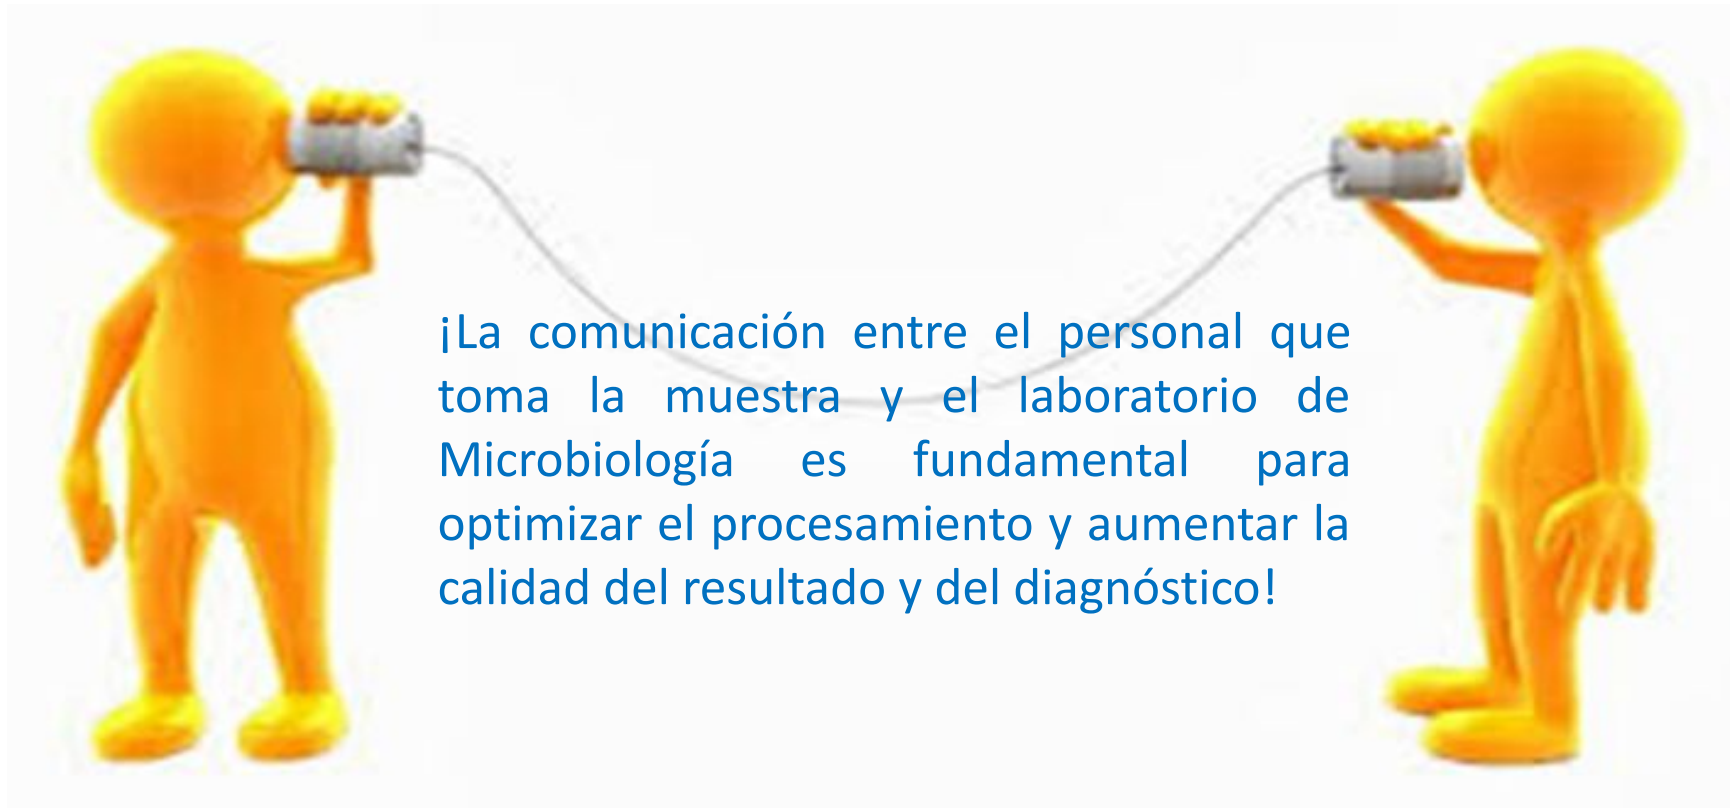 ¡La comunicación entre el personal que
toma la muestra y el laboratorio de
Microbiología es fundamental para
optimizar el procesamiento y aumentar la
calidad del resultado y del diagnóstico!